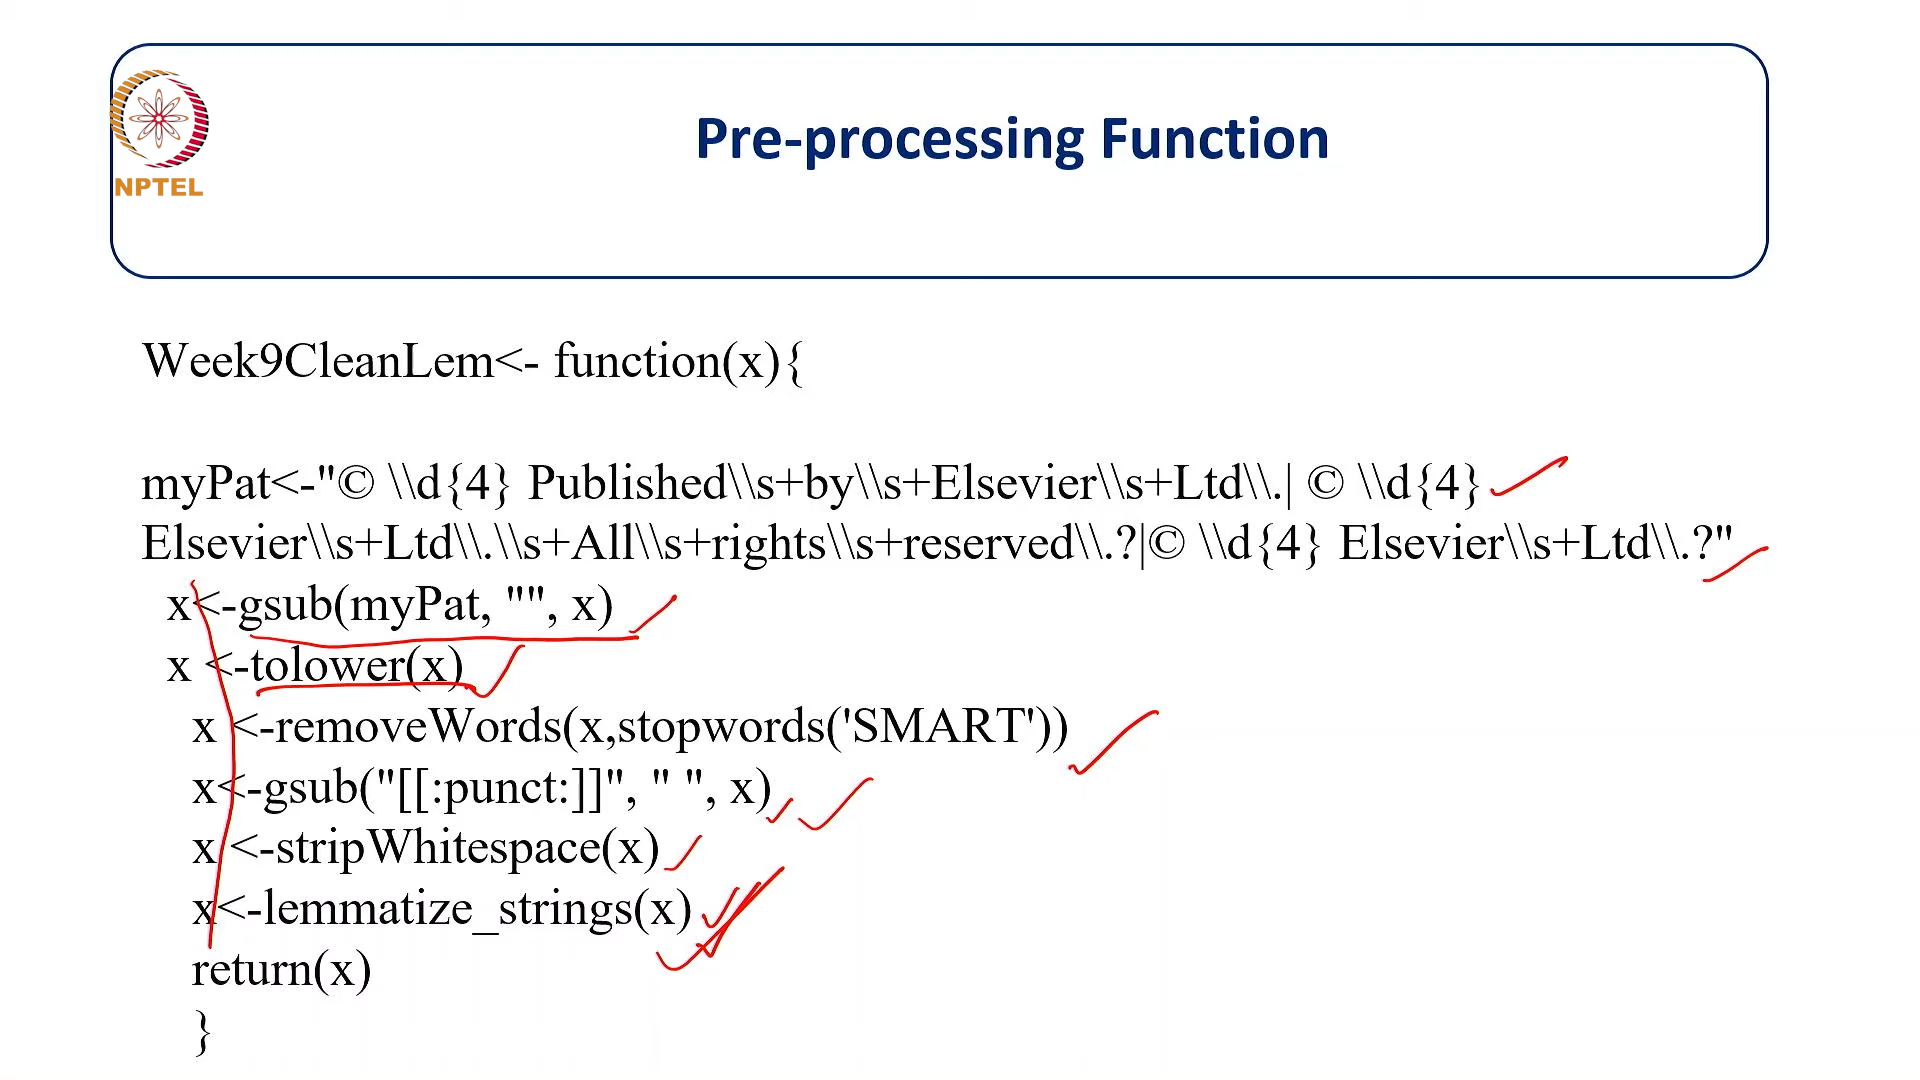 Pre-processing Function
NPTEL
Week9CleanLem<- function(x){
myPat<-"© \\d{4} Published\\s+by\\s+Elsevier\\s+Ltd\\.| © \\d{4}
Elsevier\\s+Ltd\\.\\s+All\\s+rights\\s+reserved\\.?|© \\d{4} Elsevier\\s+Ltd\\.?"
x<-gsub(myPat, "", x)
x <-tolower(x)
x <-removeWords(x,stopwords('SMART'))
x<-gsub("[[:punct:]]", " ", x)
x <-stripWhitespace(x)
x<-lemmatize_strings(x)
return(x)
}